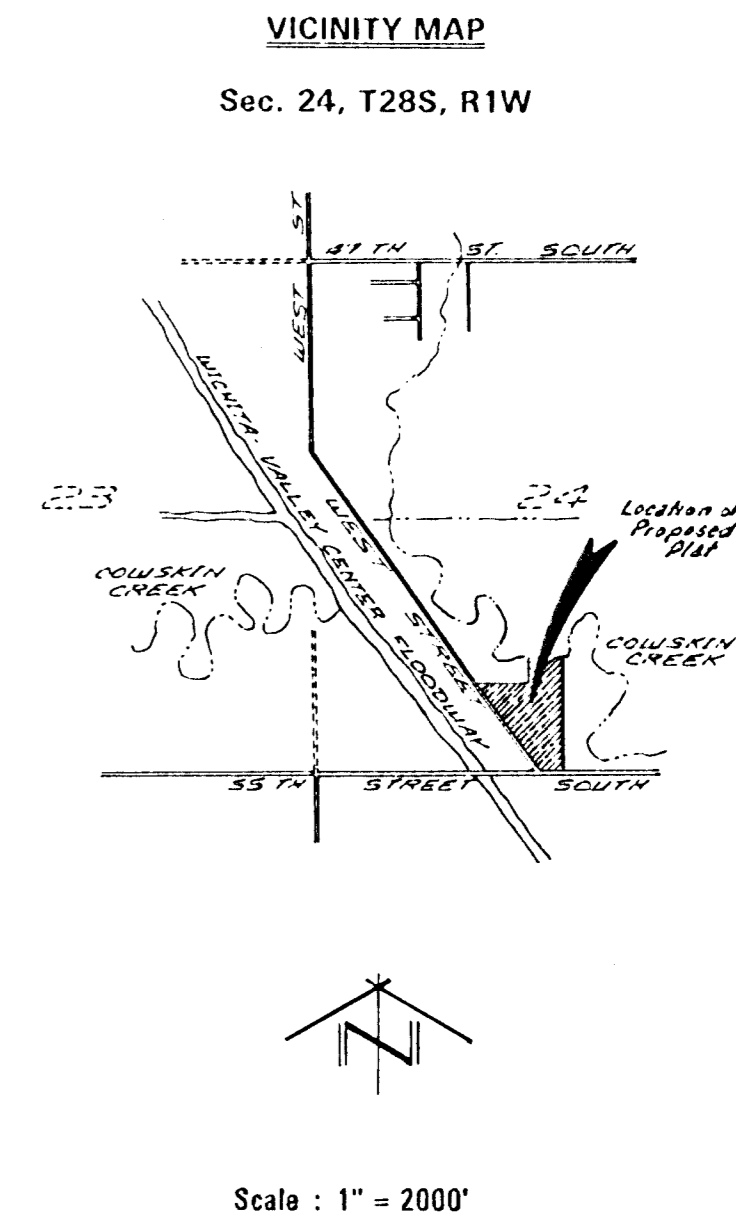 VICINITY MAP
Sec. 24, T28S, R1W
WEST ST
47 TH ST. SOUTH
WICHITA- VALLEY CENTER FLOODWAY
WEST STREET
23
24
Location of
Proposed
Plat
COWSKIN
CREEK
COWSKIN
CREEK
55 TH STREET SOUTH
N
Scale : 1" = 2000'